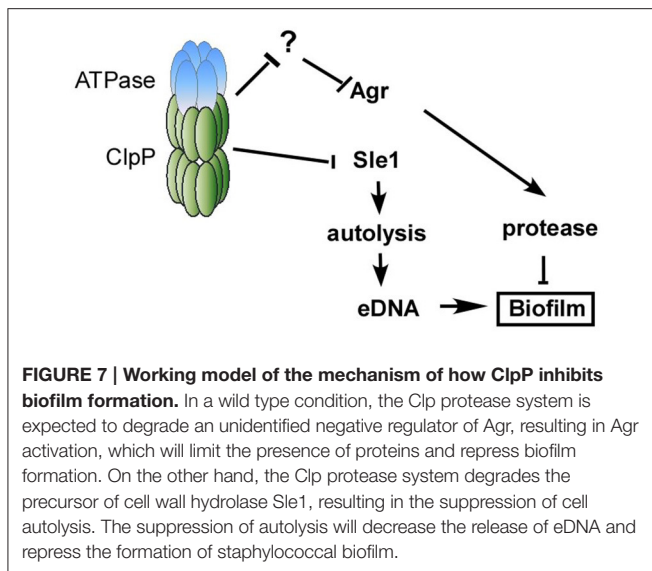 ?
ATPase
Agr
ClpP
Sle1
autolysis
protease
eDNA
Biofilm
FIGURE 7 | Working model of the mechanism of how ClpP inhibits
biofilm formation. In a wild type condition, the Clp protease system is
expected to degrade an unidentified negative regulator of Agr, resulting in Agr
activation, which will limit the presence of proteins and repress biofilm
formation. On the other hand, the Clp protease system degrades the
precursor of cell wall hydrolase Sle1, resulting in the suppression of cell
autolysis. The suppression of autolysis will decrease the release of eDNA and
repress the formation of staphylococcal biofilm.